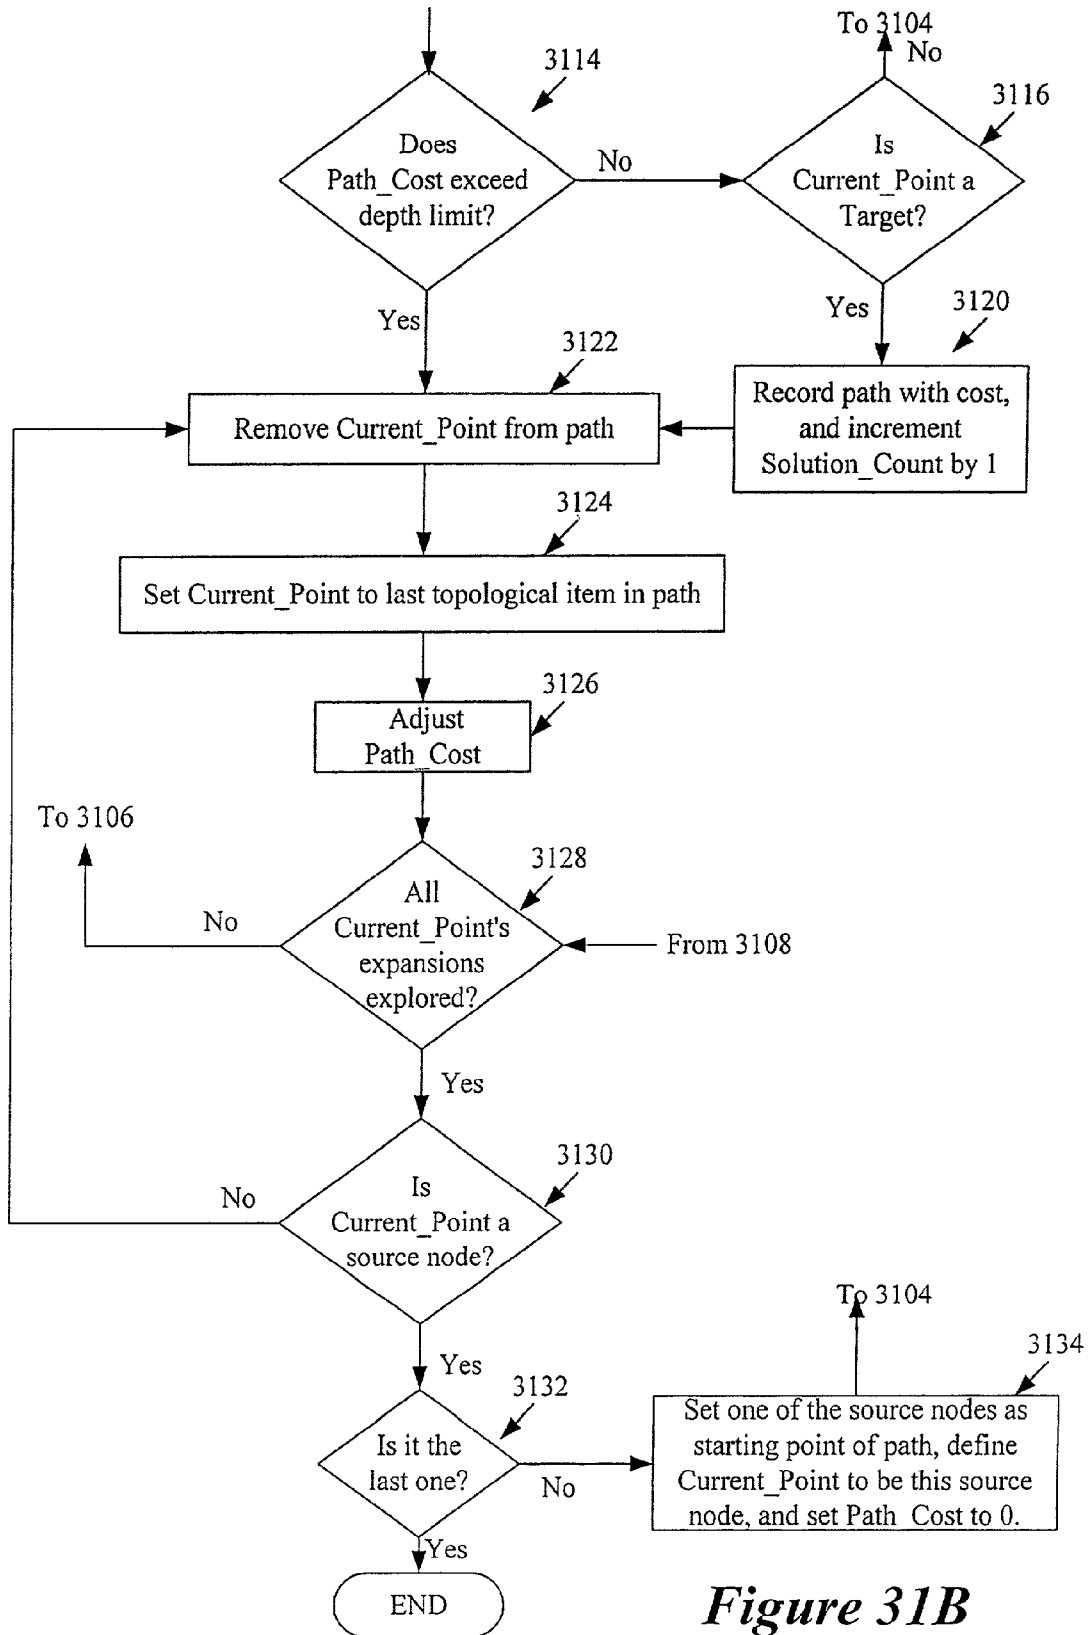 To 3104
No
3114
3116
Does
Path_Cost exceed
depth limit?
No
Is
Current_Point a
Target?
Yes
Yes
3120
3122
Record path with cost,
and increment
Solution_Count by 1
Remove Current_Point from path
3124
Set Current_Point to last topological item in path
3126
Adjust
Path_Cost
To 3106
3128
All
Current_Point's
expansions
explored?
No
From 3108
Yes
3130
Is
Current_Point a
source node?
No
To 3104
Yes
3134
3132
Is it the
last one?
No
Set one of the source nodes as
starting point of path, define
Current_Point to be this source
node, and set Path_Cost to 0.
Yes
END
Figure 31B